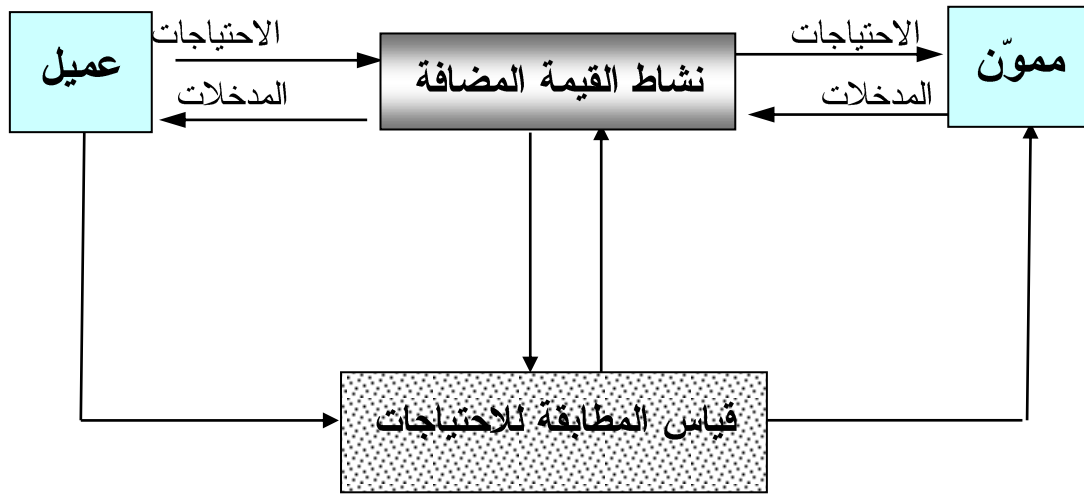 مموّن
الاحتياجات
المدخلات
نشاط القيمة المضافة
الاحتياجات
المدخلات
عميل
قياس المطابقة للاحتياجات